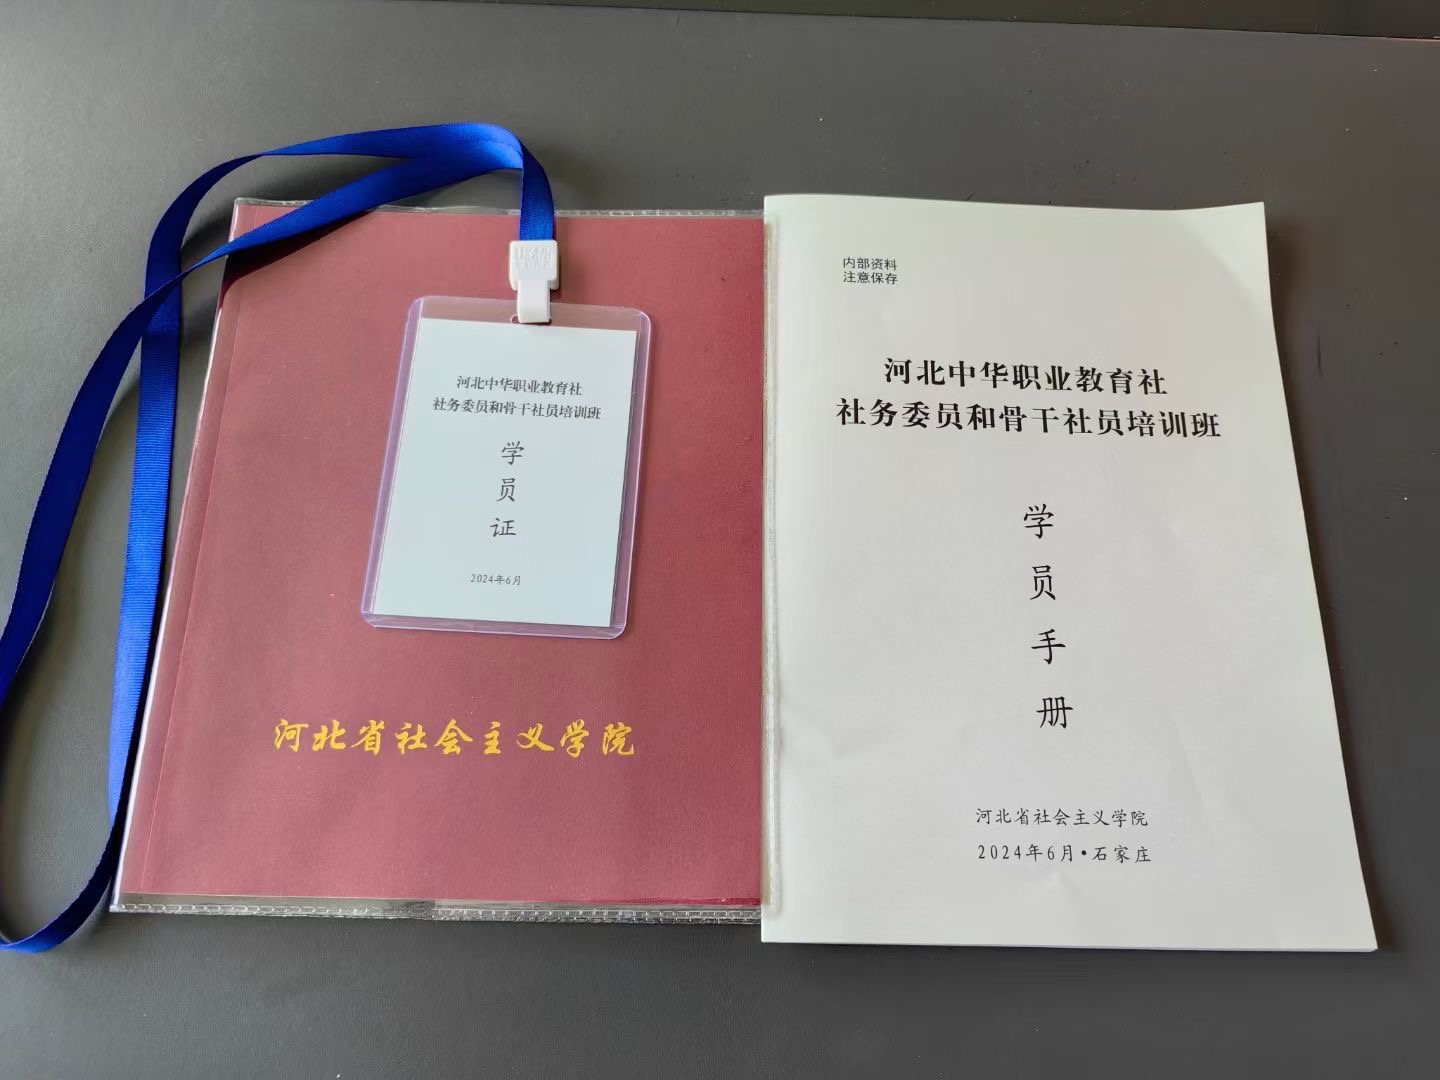 河北中华职业教育社
社务委员和骨干社员培训班
学
员
证
2024年6月
河北省社会主义学院
内部资料
注意保存
河北中华职业教育社
社务委员和骨干社员培训班
学
员
手
册
河北省社会主义学院
2024年6月•石家庄